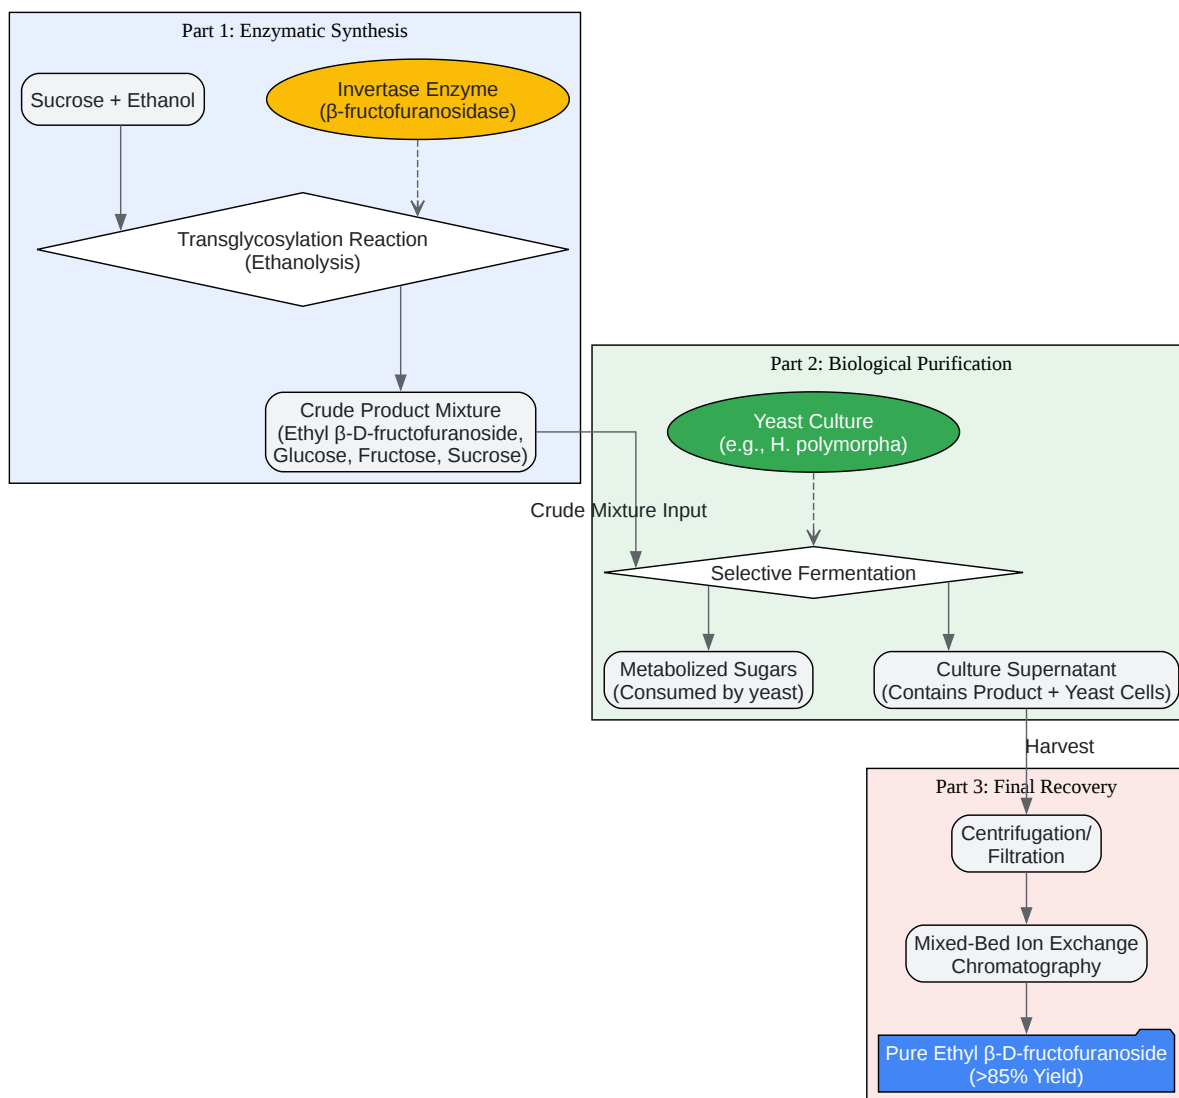 Part 1: Enzymatic Synthesis
Sucrose + Ethanol
Invertase Enzyme
(β-fructofuranosidase)
Transglycosylation Reaction
(Ethanolysis)
Crude Product Mixture
(Ethyl β-D-fructofuranoside,
Glucose, Fructose, Sucrose)
Crude Mixture Input
Part 2: Biological Purification
Yeast Culture
(e.g., H. polymorpha)
Selective Fermentation
Metabolized Sugars
(Consumed by yeast)
Culture Supernatant
(Contains Product + Yeast Cells)
Harvest
Part 3: Final Recovery
Centrifugation/
Filtration
Mixed-Bed Ion Exchange
Chromatography
Pure Ethyl β-D-fructofuranoside
(>85% Yield)